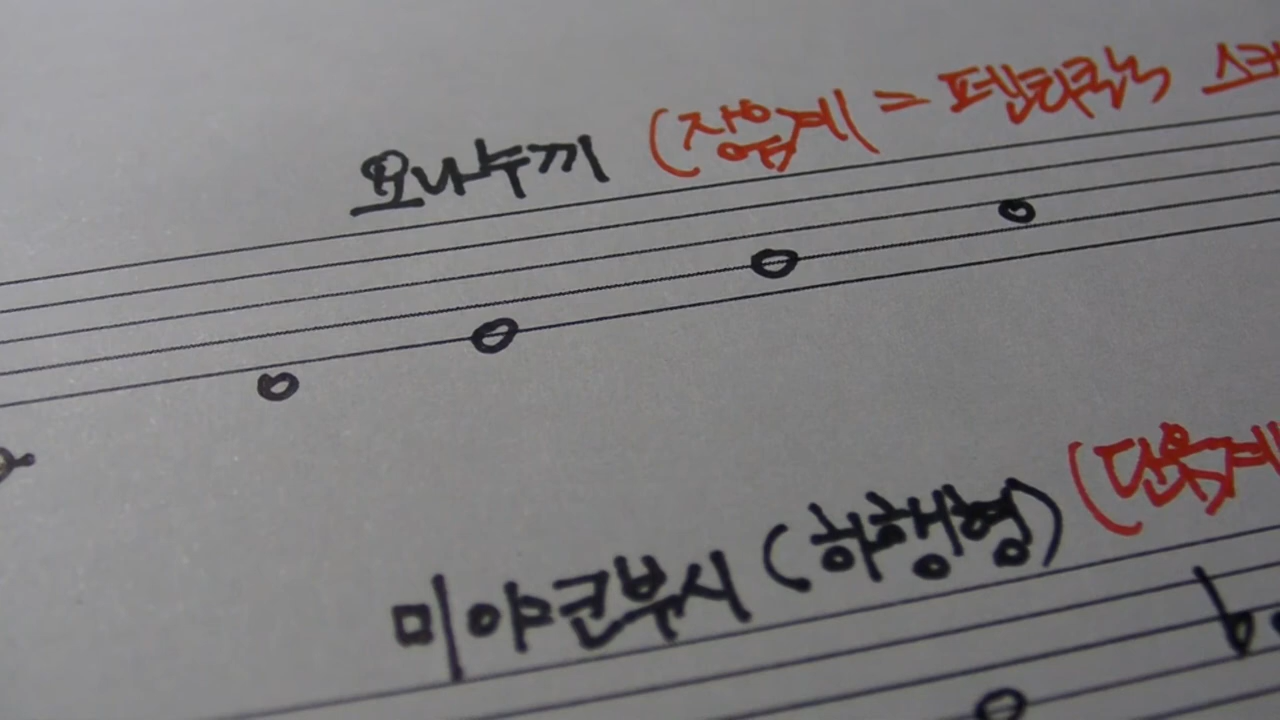 요나누끼 (장음계 = 펜타토닉 스케
미야코부시 (하행형) (단음계